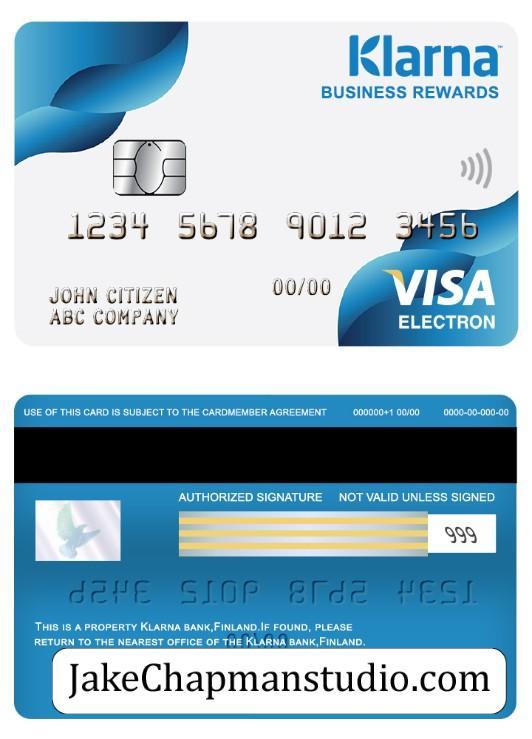 Klarna™
BUSINESS REWARDS
1234 5678 9012 3456
JOHN CITIZEN
ABC COMPANY
00/00
VISA
ELECTRON
USE OF THIS CARD IS SUBJECT TO THE CARDMEMBER AGREEMENT 000000+1 00/00 0000-00-000-00
AUTHORIZED SIGNATURE NOT VALID UNLESS SIGNED
999
THIS IS A PROPERTY KLARNA BANK,FINLAND.IF FOUND, PLEASE
RETURN TO THE NEAREST OFFICE OF THE KLARNA BANK,FINLAND.
JakeChapmanstudio.com